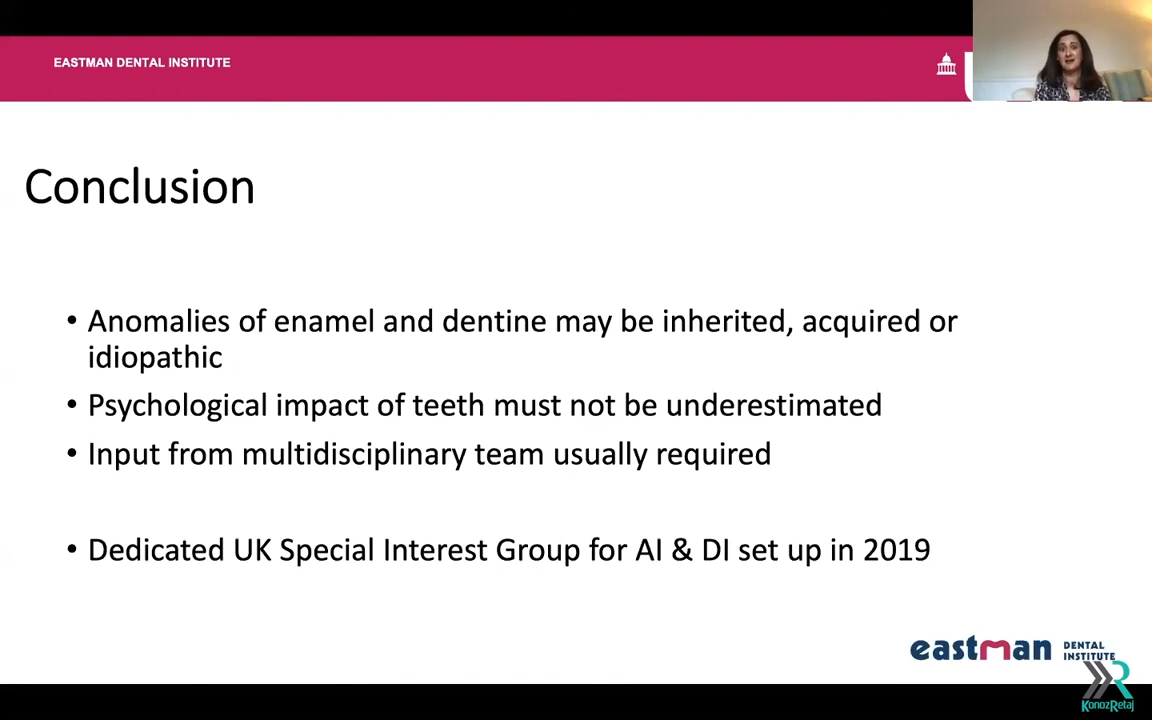 EASTMAN DENTAL INSTITUTE
Conclusion
• Anomalies of enamel and dentine may be inherited, acquired or
idiopathic
• Psychological impact of teeth must not be underestimated
• Input from multidisciplinary team usually required
• Dedicated UK Special Interest Group for AI & DI set up in 2019
eastman DENTAL
INSTITUTE
KonozRetaj